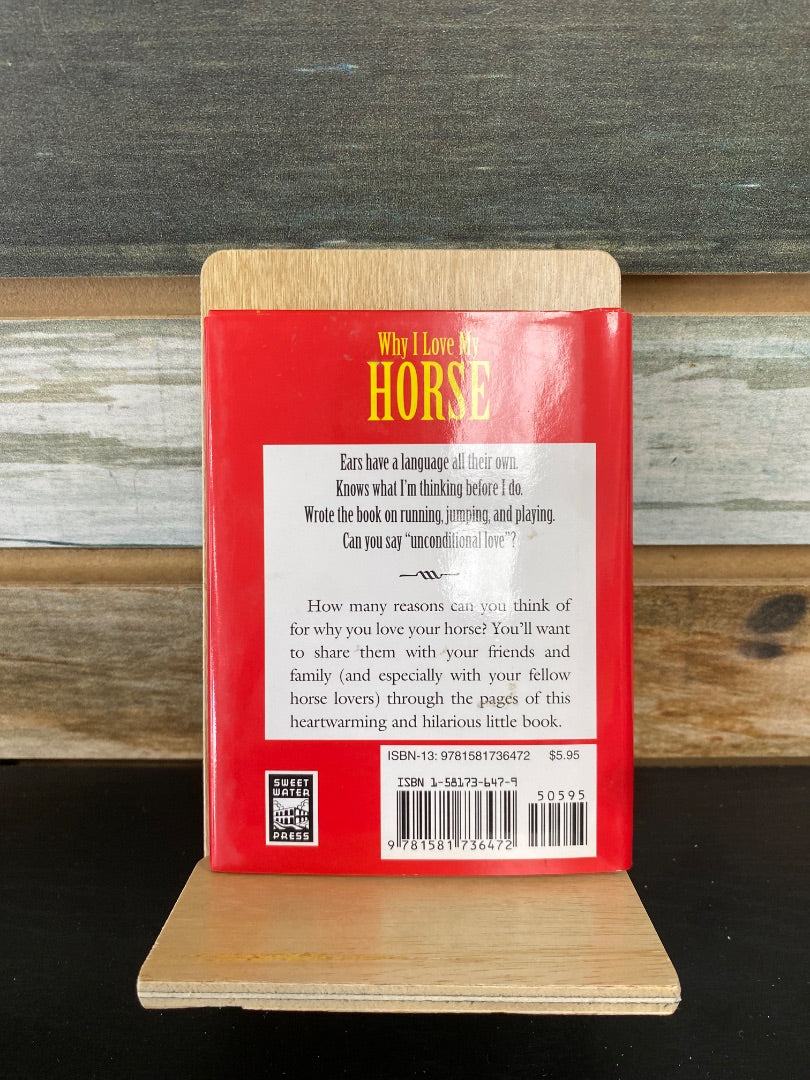 Why I Love My
HORSE
Ears have a language all their own.
Knows what I'm thinking before I do.
Wrote the book on running, jumping, and playing.
Can you say “unconditional love”?
How many reasons can you think of
for why you love your horse? You'll want
to share them with your friends and
family (and especially with your fellow
horse lovers) through the pages of this
heartwarming and hilarious little book.
ISBN-13: 9781581736472 $5.95
ISBN 1-58173-647-9
50595
9 781581 736472
SWEET
WATER
PRESS